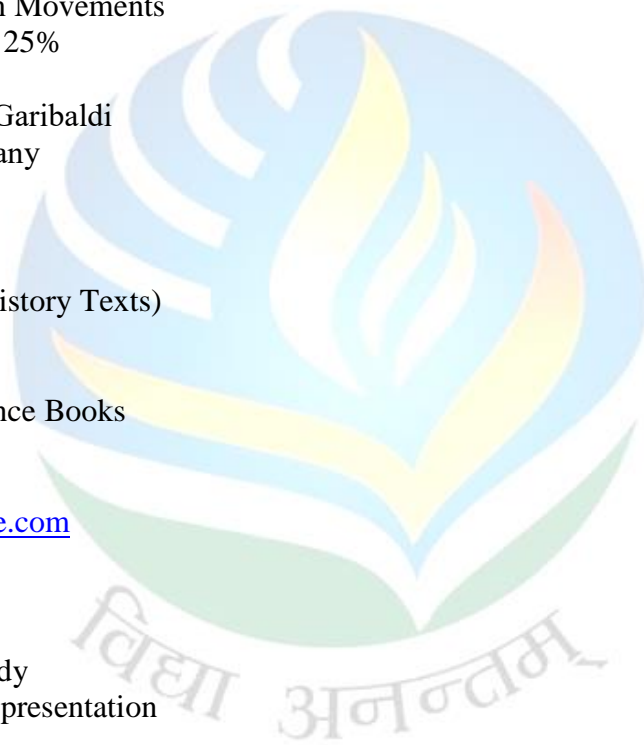 Movements
25%
Garibaldi
any
istory Texts)
nce Books
e.com
dy
presentation
विद्या अनन्तम्